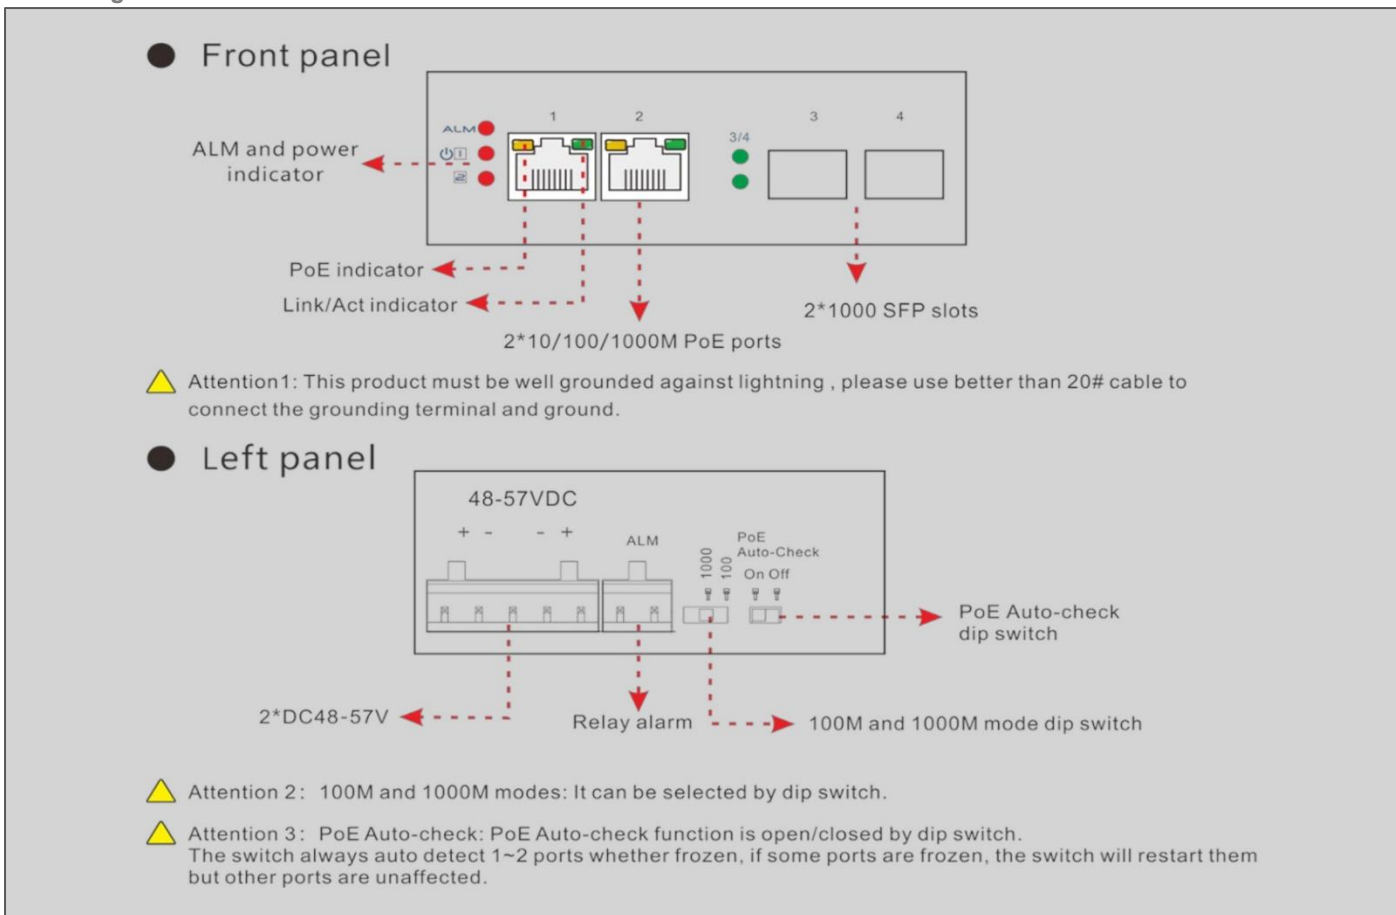 Front panel
1
2
3
4
ALM
3/4
1
2
ALM and power
indicator
PoE indicator
Link/Act indicator
2*10/100/1000M PoE ports
2*1000 SFP slots
Attention1: This product must be well grounded against lightning , please use better than 20# cable to
connect the grounding terminal and ground.
Left panel
48-57VDC
+ - - +
ALM
1000
100
PoE
Auto-Check
On Off
PoE Auto-check
dip switch
2*DC48-57V
Relay alarm
100M and 1000M mode dip switch
Attention 2: 100M and 1000M modes: It can be selected by dip switch.
Attention 3: PoE Auto-check: PoE Auto-check function is open/closed by dip switch.
The switch always auto detect 1~2 ports whether frozen, if some ports are frozen, the switch will restart them
but other ports are unaffected.